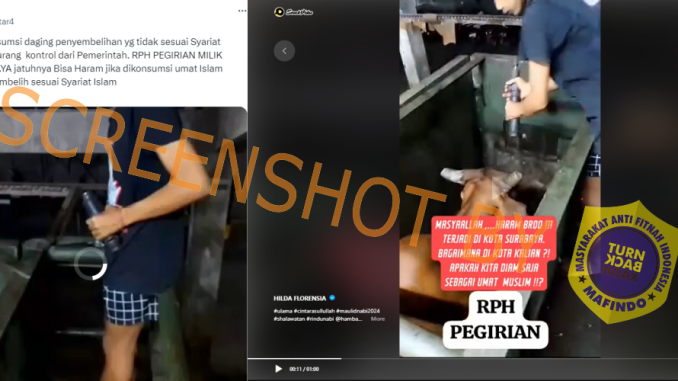 tar4
sumsi daging penyembelihan yg tidak sesuai Syariat
urang kontrol dari Pemerintah. RPH PEGIRIAN MILIK
AYA jatuhnya Bisa Haram jika dikonsumsi umat Islam
mbelih sesuai Syariat Islam
SCREENSHOT
SnackVideo
MASYAALLAH ,,,,HARAM BROO !!!
TERJADI DI KOTA SURABAYA.
BAGAIMANA DI KOTA KALIAN ?!
APAKAH KITA DIAM SAJA
SEBAGAI UMAT MUSLIM !!?
RPH
PEGIRIAN
HILDA FLORENSIA
#ulama #cintarasullullah #maulidnabi2024
#shalawatan #rindunabi @hamba... More
00:11 / 01:00
MASYARAKAT ANTI FITNAH INDONESIA
TURN
BACK
MAFINDO